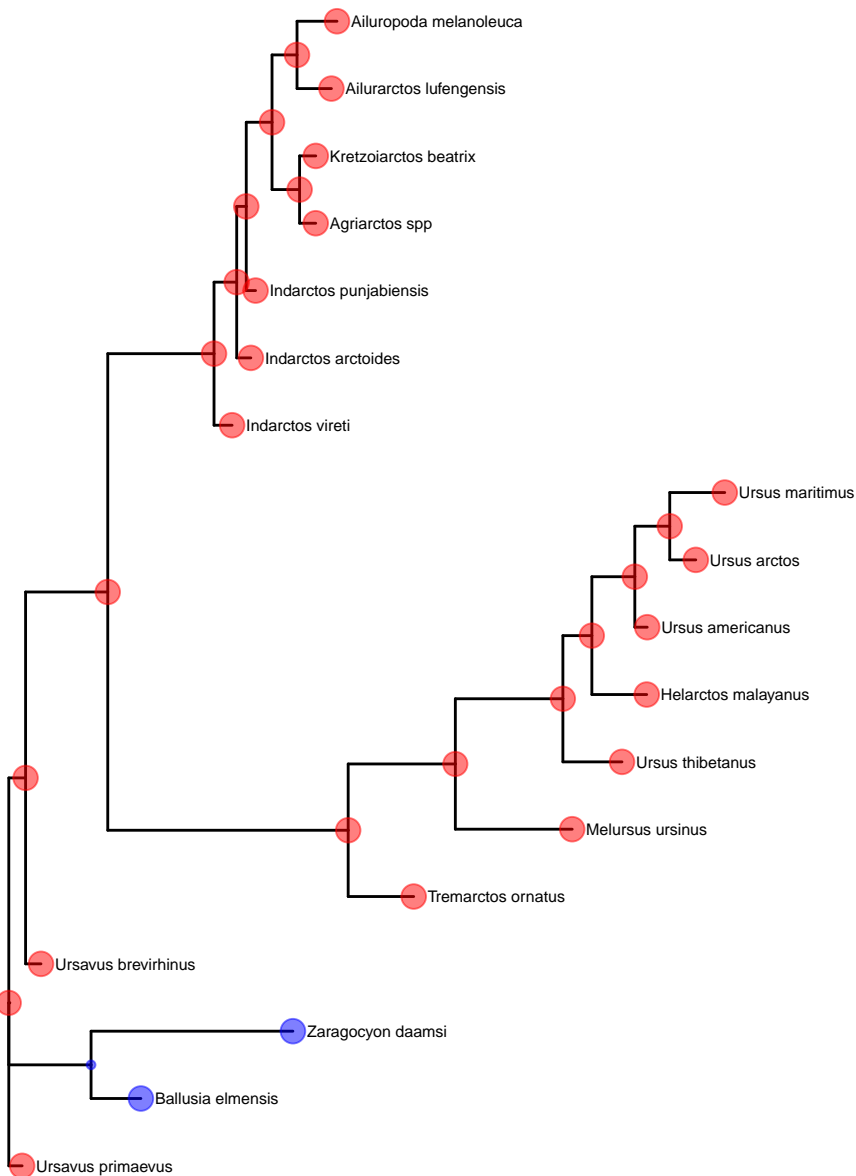 Ailuropoda melanoleuca
Ailurarctos lufengensis
Kretzoiarctos beatrix
Agriarctos spp
Indarctos punjabiensis
Indarctos arctoides
Indarctos vireti
Ursus maritimus
Ursus arctos
Ursus americanus
Helarctos malayanus
Ursus thibetanus
Melursus ursinus
Tremarctos ornatus
Ursavus brevirhinus
Zaragocyon daamsi
Ballusia elmensis
Ursavus primaevus